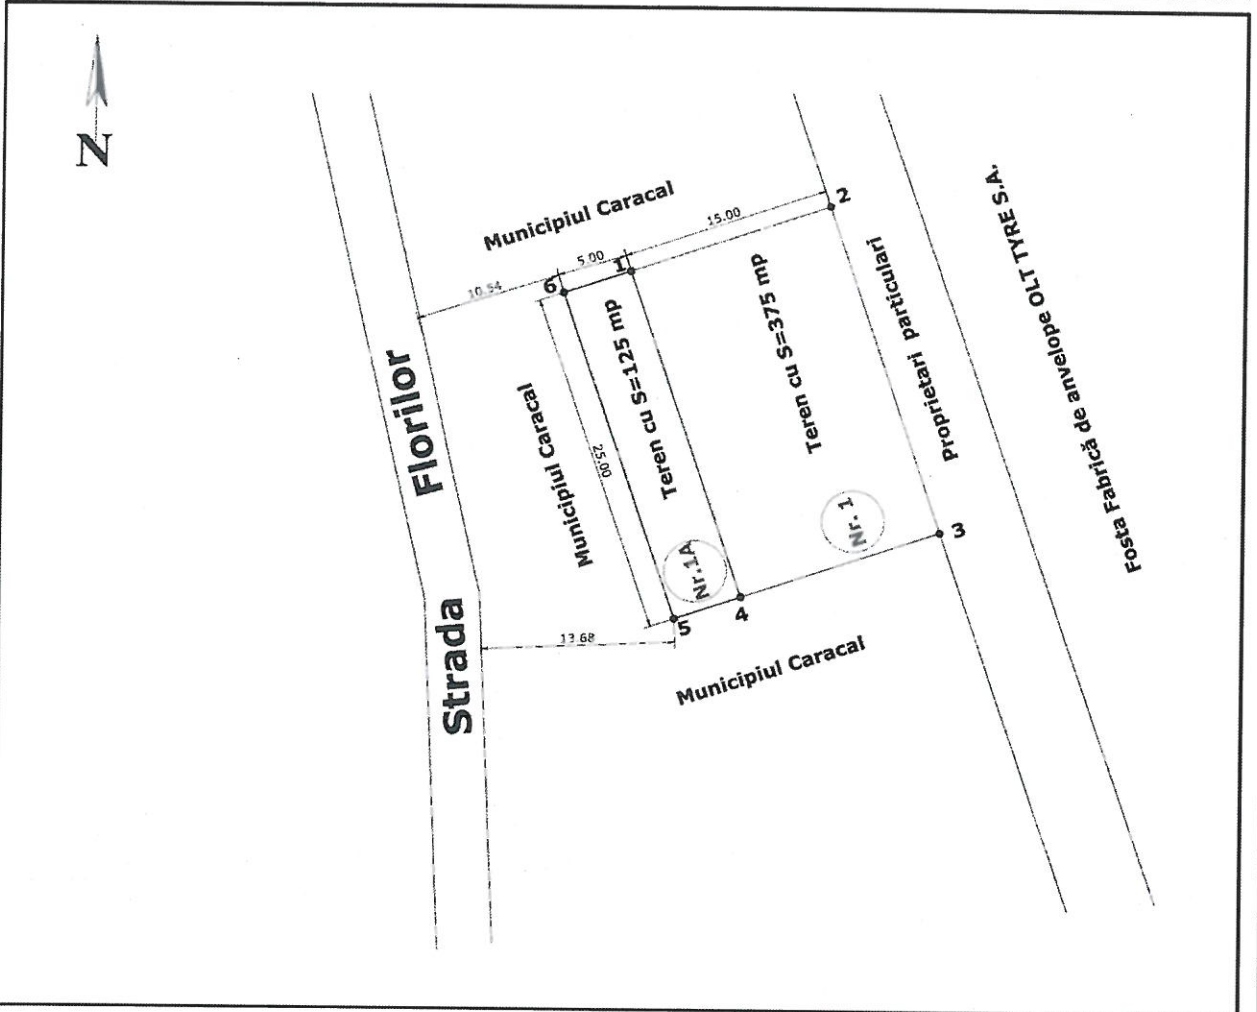 N
Municipiul Caracal
15.00
2
5.00
1
10.54
6
Teren cu S=125 mp
Teren cu S=375 mp
Proprietari particulari
Fosta Fabrică de anvelope OLT TYRE S.A.
Municipiul Caracal
25.00
Strada Florilor
Nr.1A
Nr. 1
3
4
5
13.68
Municipiul Caracal